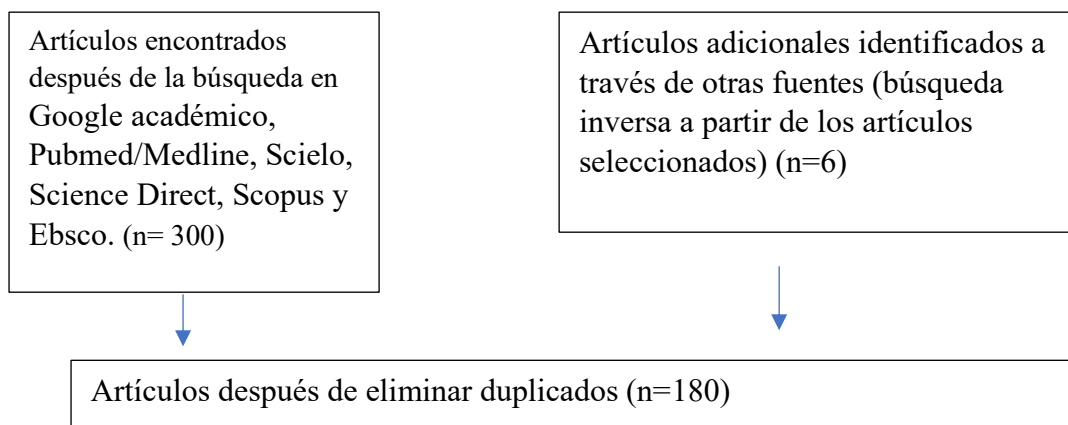 Artículos encontrados
después de la búsqueda en
Google académico,
Pubmed/Medline, Scielo,
Science Direct, Scopus y
Ebsco. (n= 300)
Artículos adicionales identificados a
través de otras fuentes (búsqueda
inversa a partir de los artículos
seleccionados) (n=6)
Artículos después de eliminar duplicados (n=180)